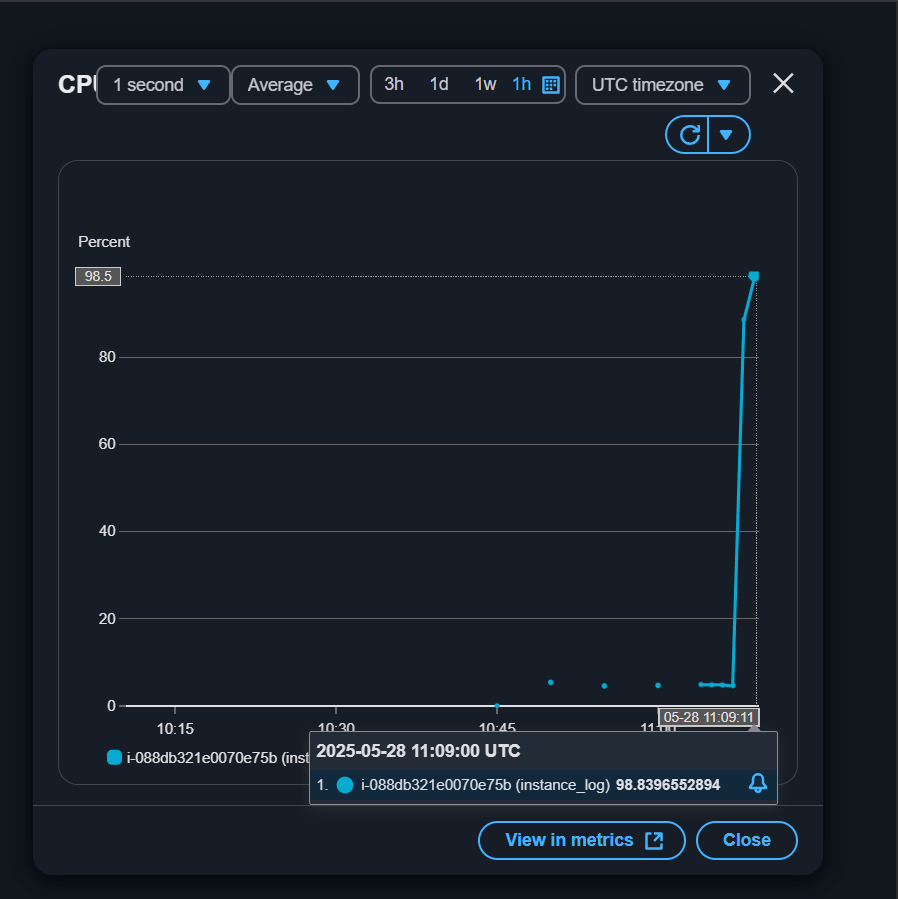 CPU 1 second Average 3h 1d 1w 1h UTC timezone
Percent
98.5
80
60
40
20
0
05-28 11:09:11
10:15 10:30 10:45 11:00
i-088db321e0070e75b (inst
2025-05-28 11:09:00 UTC
1. i-088db321e0070e75b (instance_log) 98.8396552894
View in metrics Close